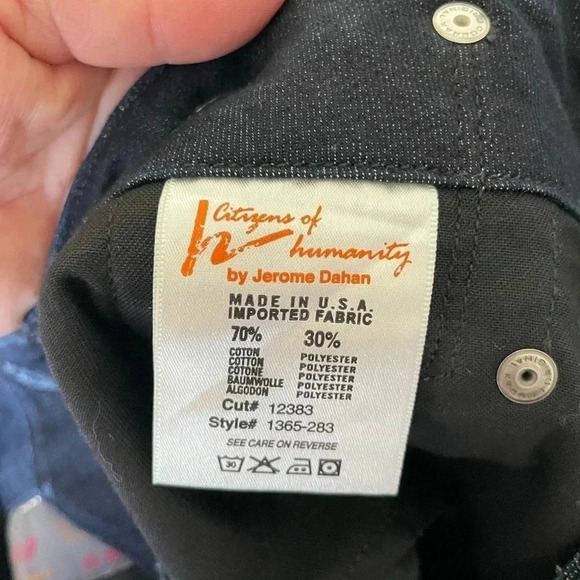 Citizens of
humanity
by Jerome Dahan
MADE IN U.S.A.
IMPORTED FABRIC
70% 30%
COTON POLYESTER
COTTON POLYESTER
COTONE POLYESTER
BAUMWOLLE POLYESTER
ALGODON POLYESTER
Cut# 12383
Style# 1365-283
SEE CARE ON REVERSE
30